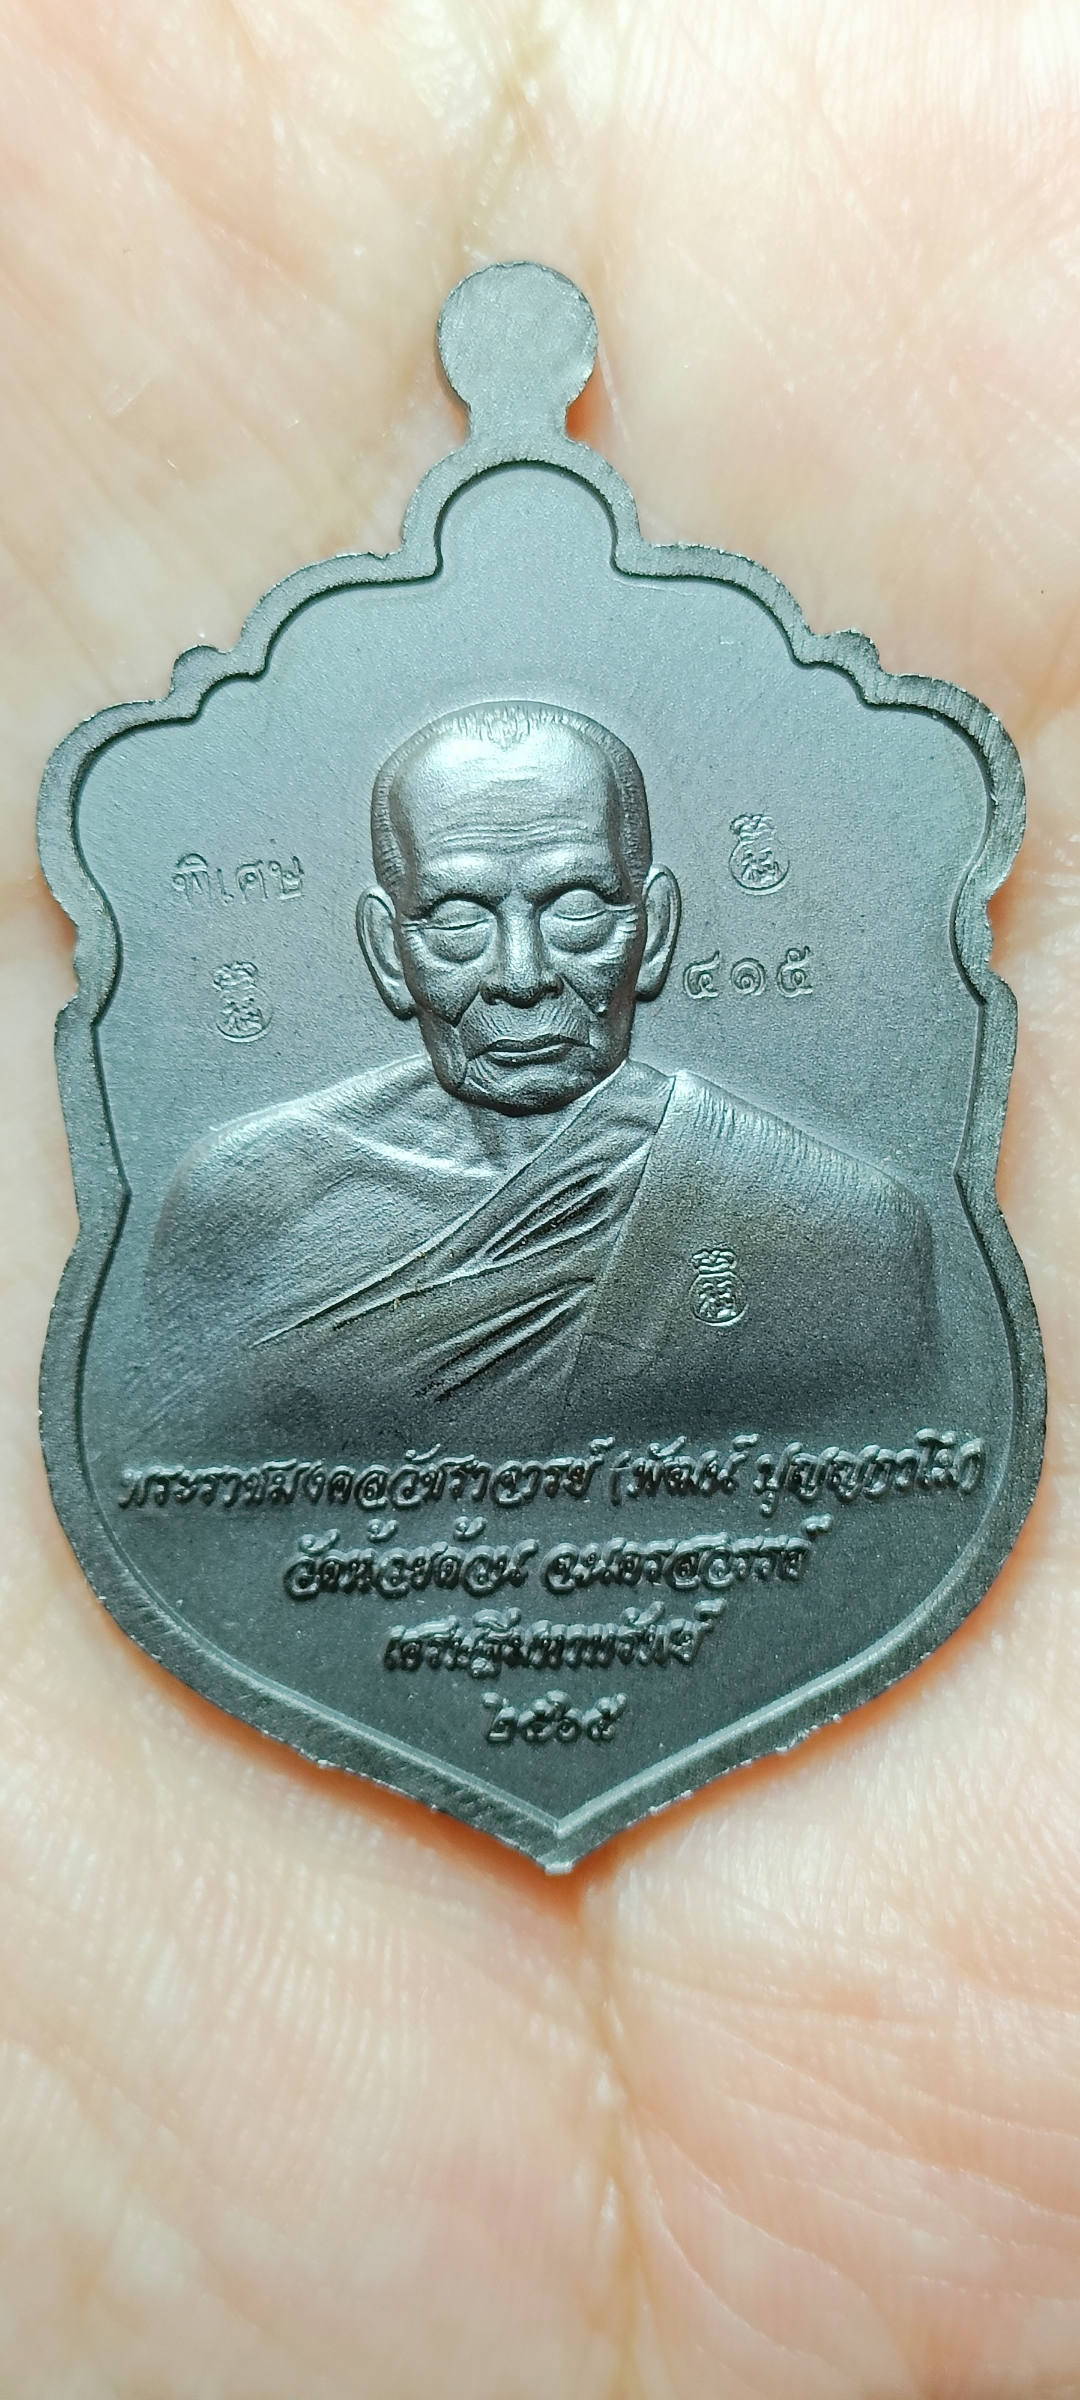 พิเศษ
๔๑๕
พระราชมงคลวัชราจารย์ (พัฒน์ ปุญญกาโม)
วัดห้วยด้วน จ.นครสวรรค์
เศรษฐีมหาทรัพย์
๒๕๖๕